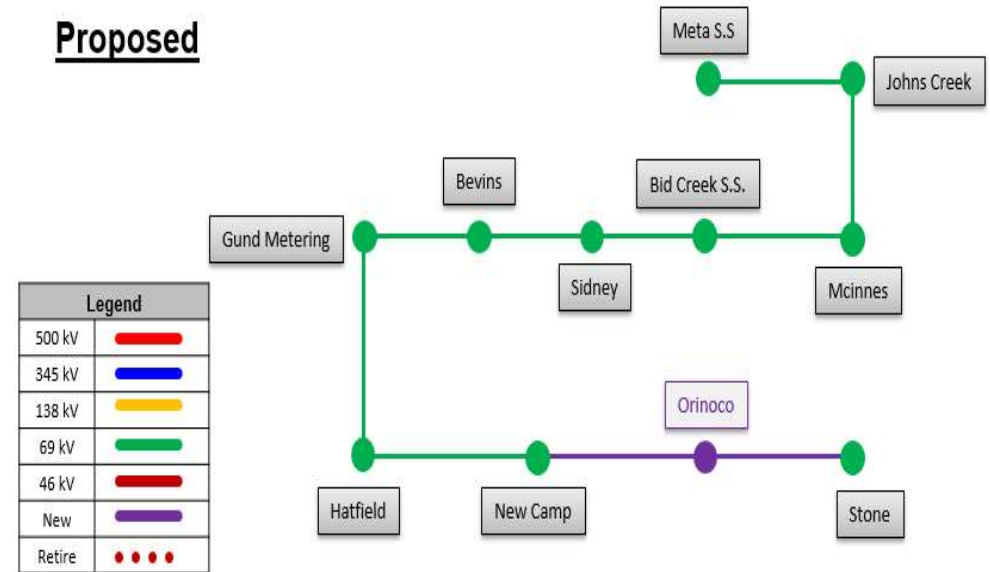 Proposed
Meta S.S
Johns Creek
Bevins
Bid Creek S.S.
Gund Metering
Sidney
Mcinnes
Legend
500 kV
345 kV
138 kV
69 kV
46 kV
New
Retire
Orinoco
Hatfield
New Camp
Stone